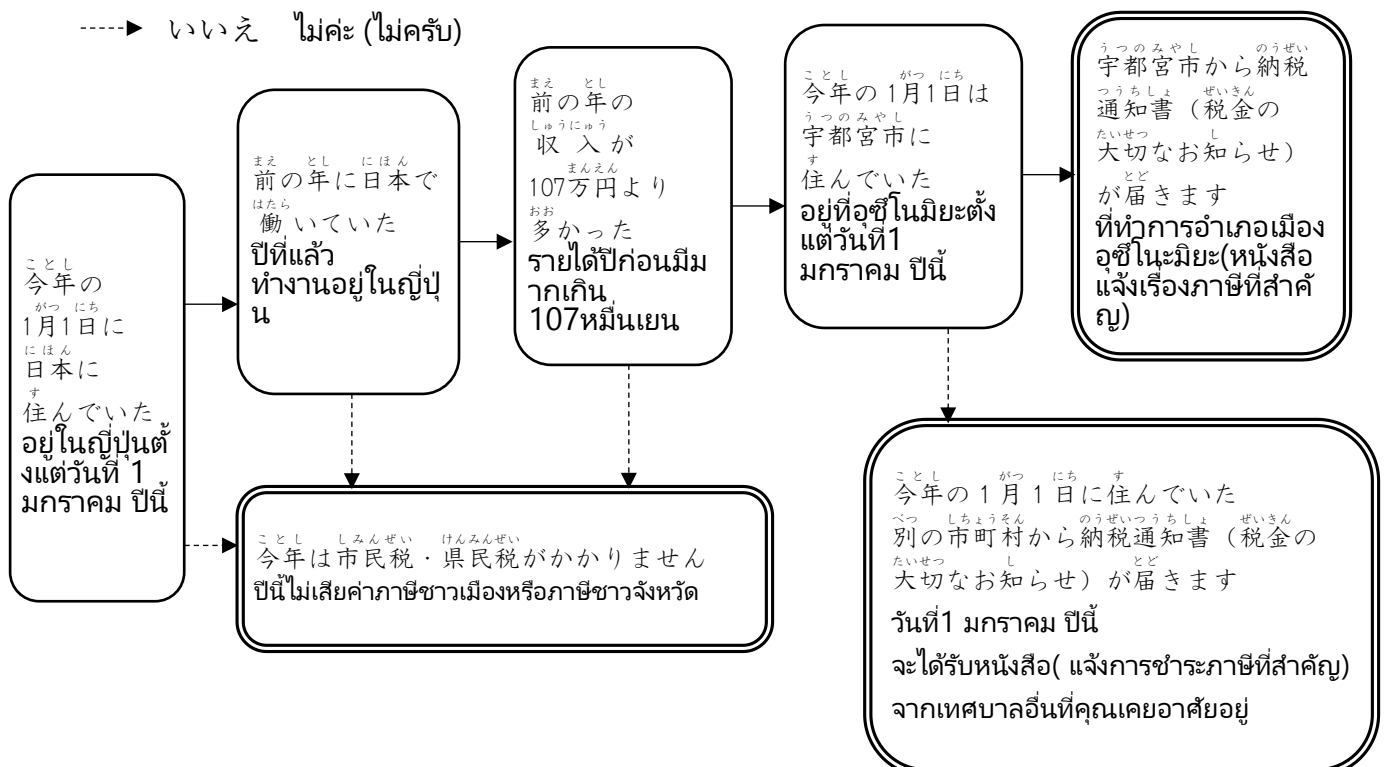 いいえ ไม่ค่ะ (ไม่ครับ)
ことし
今年の
がつ にち
1月1日に
にほん
日本に
す
住んでいた
อยู่ในญี่ปุ่นตั้
งแต่วันที่ 1
มกราคม ปีนี้
まえ とし にほん
前の年に日本で
はたら
働いていた
ปีที่แล้ว
ทำงานอยู่ในญี่ปุ่
น
まえ とし
前の年の
しゅうにゅう
収入が
まんえん
107万円より
おお
多かった
รายได้ปีก่อนมีม
ากเกิน
107หมื่นเยน
ことし がつ にち
今年の1月1日は
うつのみやし
宇都宮市に
す
住んでいた
อยู่ที่อุซึโนมิยะตั้ง
แต่วันที่1
มกราคม ปีนี้
うつのみやし のうぜい
宇都宮市から納税
つうちしょ ぜいきん
通知書（税金の
たいせつ し
大切なお知らせ）
とど
が届きます
ที่ทำการอำเภอเมือง
อุซึโนะมิยะ(หนังสือ
แจ้งเรื่องภาษีที่สำคั
ญ)
ことし しみんぜい けんみんぜい
今年は市民税・県民税がかかりません
ปีนี้ไม่เสียค่าภาษีชาวเมืองหรือภาษีชาวจังหวัด
ことし がつ にち す
今年の1月1日に住んでいた
べつ しちょうそん のうぜいつうちしょ ぜいきん
別の市町村から納税通知書（税金の
たいせつ し とど
大切なお知らせ）が届きます
วันที่1 มกราคม ปีนี้
จะได้รับหนังสือ( แจ้งการชำระภาษีที่สำคัญ)
จากเทศบาลอื่นที่คุณเคยอาศัยอยู่